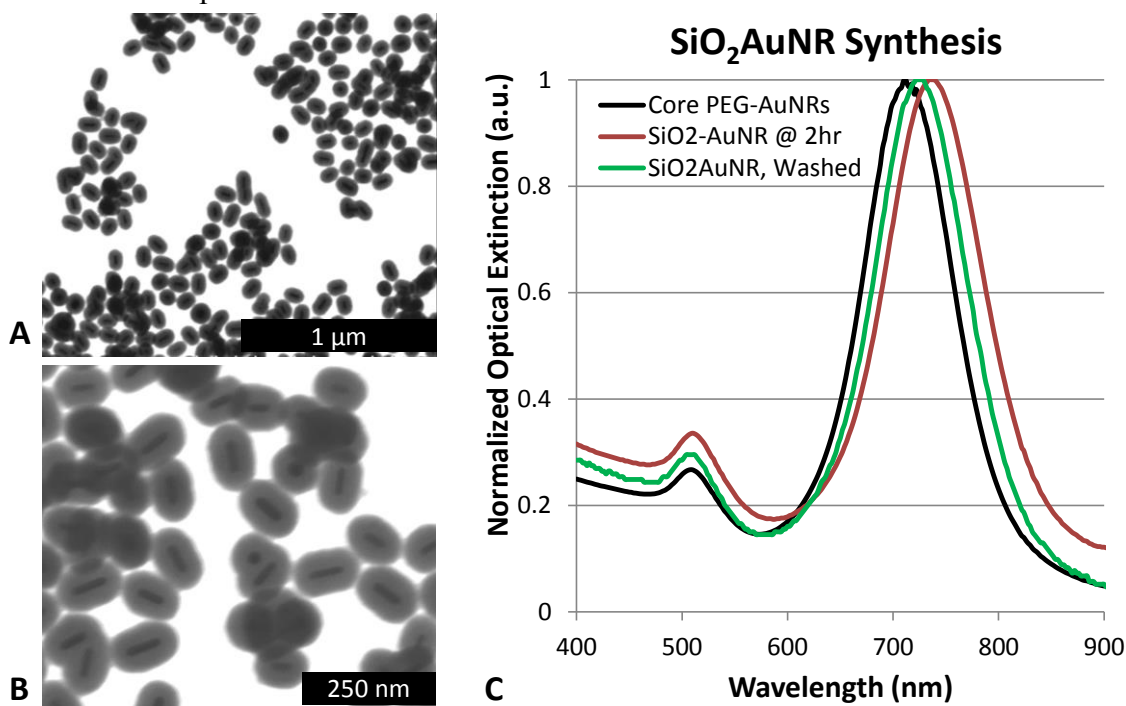 A
1 µm
B
250 nm
C
SiO₂AuNR Synthesis
Normalized Optical Extinction (a.u.)
1
0.8
0.6
0.4
0.2
0
Core PEG-AuNRs
SiO2-AuNR @ 2hr
SiO2AuNR, Washed
400 500 600 700 800 900
Wavelength (nm)